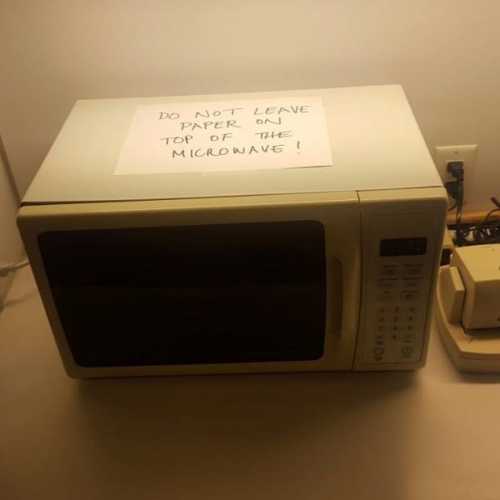 DO NOT LEAVE
PAPER ON
TOP OF THE
MICROWAVE!